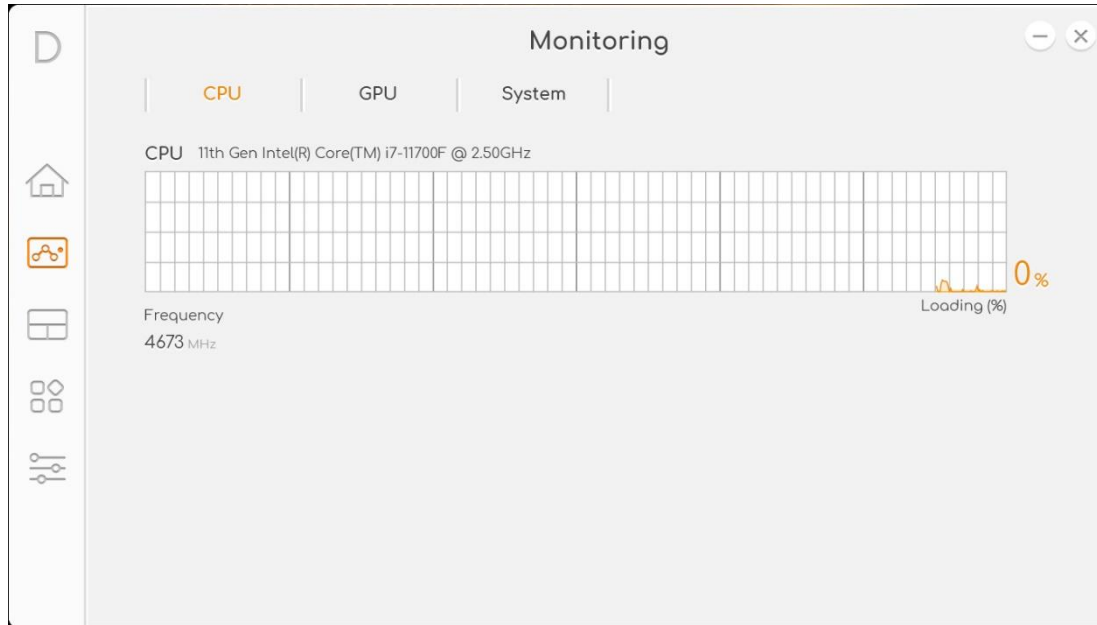 D
Monitoring
CPU GPU System
CPU 11th Gen Intel(R) Core(TM) i7-11700F @ 2.50GHz
0 %
Loading (%)
Frequency
4673 MHz